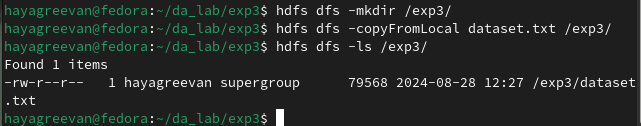 hayagreevan@fedora:~/da_lab/exp3$ hdfs dfs -mkdir /exp3/
hayagreevan@fedora:~/da_lab/exp3$ hdfs dfs -copyFromLocal dataset.txt /exp3/
hayagreevan@fedora:~/da_lab/exp3$ hdfs dfs -ls /exp3/
Found 1 items
-rw-r--r--   1 hayagreevan supergroup      79568 2024-08-28 12:27 /exp3/dataset
.txt
hayagreevan@fedora:~/da_lab/exp3$